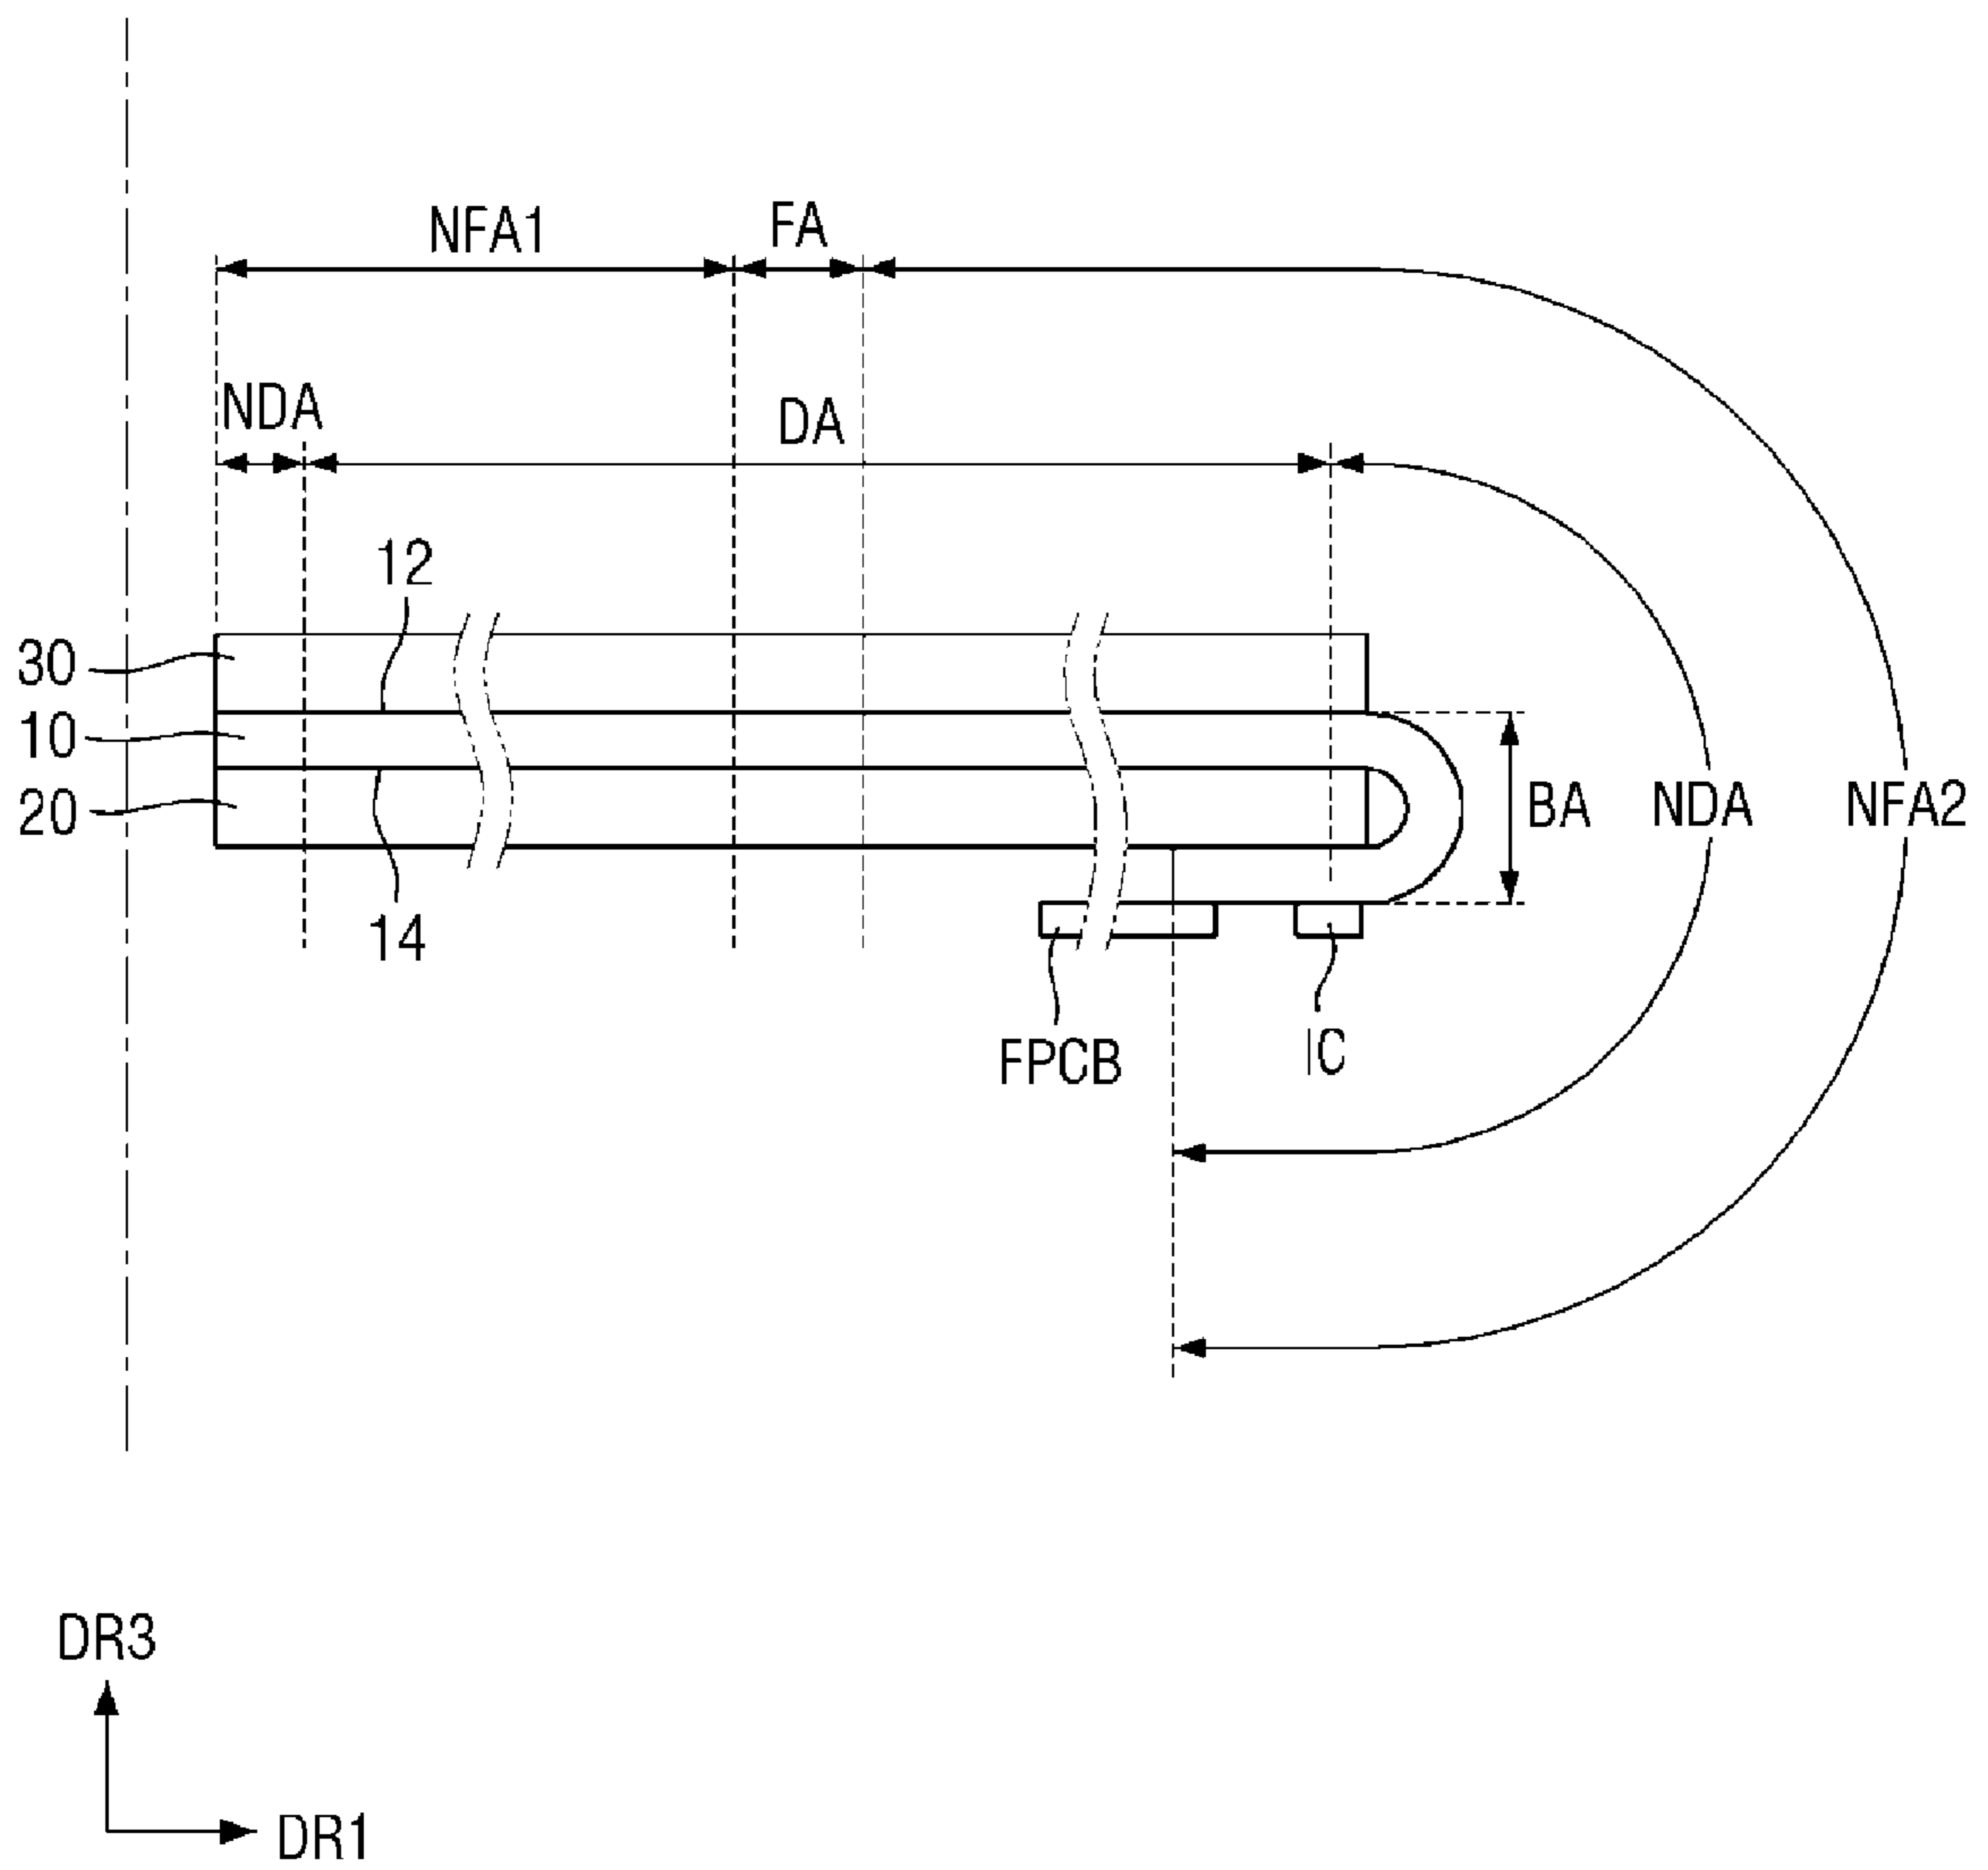 NFA1 FA
NDA DA
12
30
10
20 BA NDA NFA2
14
FPCB IC
DR3
DR1